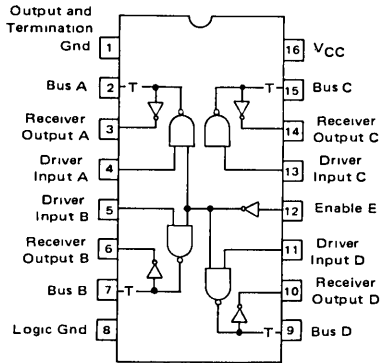 Output and
Termination
Gnd 1
16 VCC
Bus A 2 T
T 15 Bus C
Receiver
Output A 3
14 Receiver
Output C
Driver
Input A 4
13 Driver
Input C
Driver
Input B 5
12 Enable E
Receiver
Output B 6
11 Driver
Input D
Bus B 7 T
10 Receiver
Output D
Logic Gnd 8
T 9 Bus D